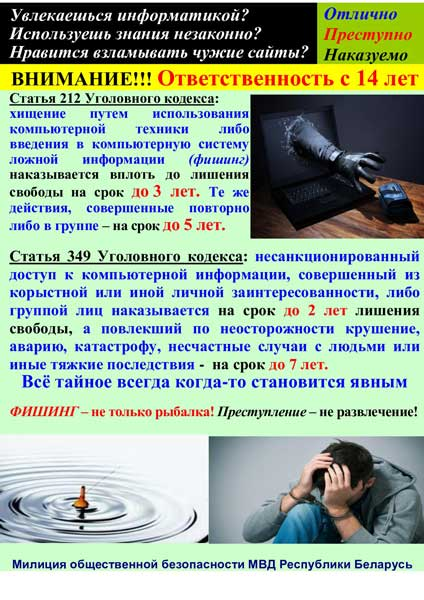 Увлекаешься информатикой? Отлично
Используешь знания незаконно? Преступно
Нравится взламывать чужие сайты? Наказуемо
ВНИМАНИЕ!!! Ответственность с 14 лет
Статья 212 Уголовного кодекса:
хищение путем использования
компьютерной техники либо
введения в компьютерную систему
ложной информации (фишинг)
наказывается вплоть до лишения
свободы на срок до 3 лет. Те же
действия, совершенные повторно
либо в группе – на срок до 5 лет.
Статья 349 Уголовного кодекса: несанкционированный
доступ к компьютерной информации, совершенный из
корыстной или иной личной заинтересованности, либо
группой лиц наказывается на срок до 2 лет лишения
свободы, а повлекший по неосторожности крушение,
аварию, катастрофу, несчастные случаи с людьми или
иные тяжкие последствия - на срок до 7 лет.
Всё тайное всегда когда-то становится явным
ФИШИНГ – не только рыбалка! Преступление – не развлечение!
Милиция общественной безопасности МВД Республики Беларусь